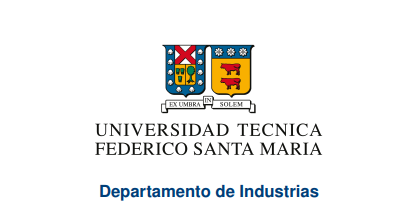 EX UMBRA IN SOLEM
UNIVERSIDAD TECNICA
FEDERICO SANTA MARIA
Departamento de Industrias